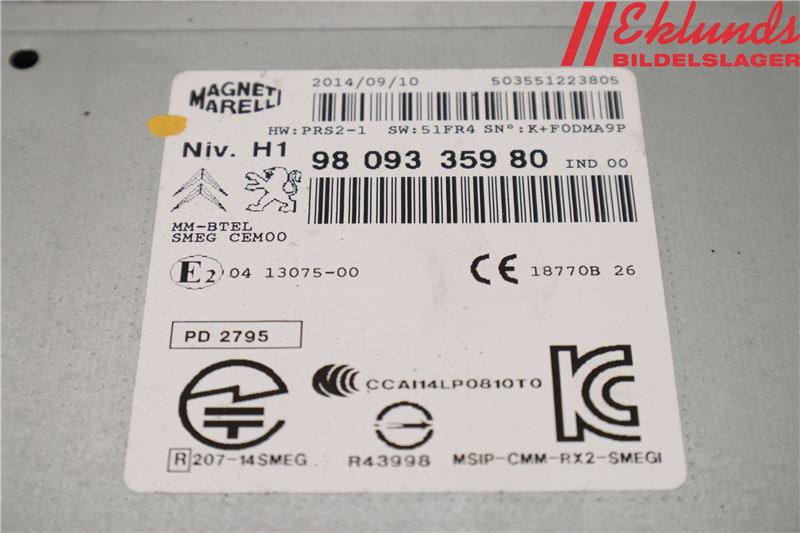 Eklunds
BILDELSLAGER
MAGNETI
MARELLI
2014/09/10 503551223805
HW:PRS2-1 SW:51FR4 SN°:K+F0DMA9P
Niv. H1 98 093 359 80 IND 00
MM-BTEL
SMEG CEM00
E2 04 13075-00 CE 18770B 26
PD 2795
CCAI14LP0810T0
KC
R 207-14SMEG R43998 MSIP-CMM-RX2-SMEGI